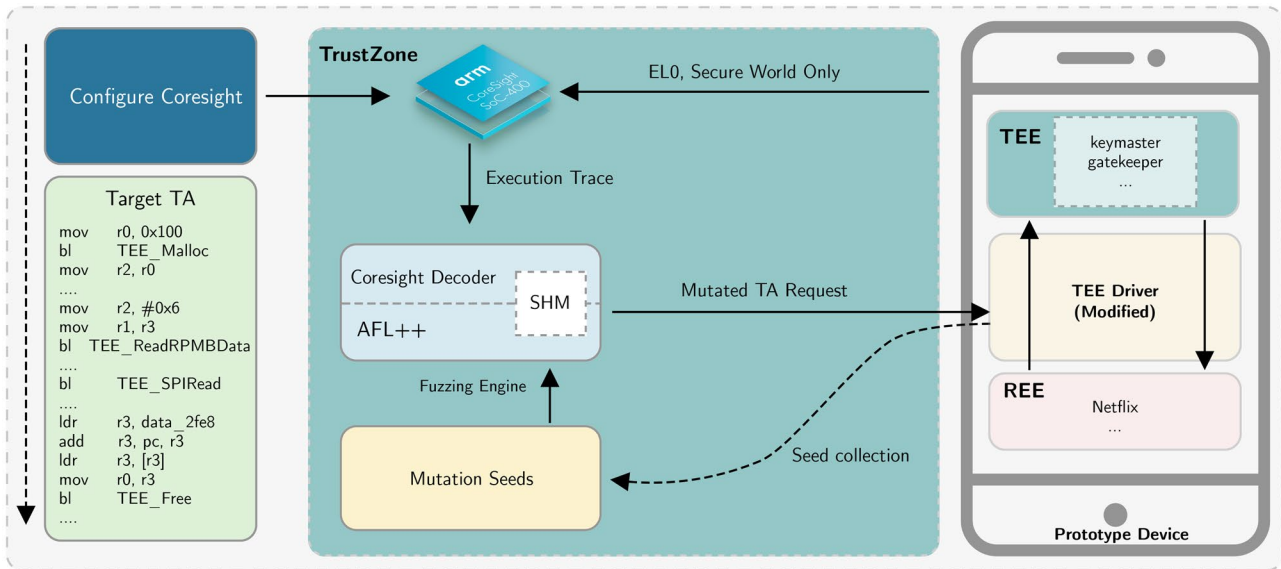 Configure Coresight
Target TA
mov r0, 0x100
bl TEE_Malloc
mov r2, r0
....
mov r2, #0x6
mov r1, r3
bl TEE_ReadRPMBData
....
bl TEE_SPIRead
....
ldr r3, data_2fe8
add r3, pc, r3
ldr r3, [r3]
mov r0, r3
bl TEE_Free
....
TrustZone
arm
CoreSight
SoC-400
EL0, Secure World Only
Execution Trace
Coresight Decoder
SHM
AFL++
Mutated TA Request
Fuzzing Engine
Mutation Seeds
Seed collection
TEE
keymaster
gatekeeper
...
TEE Driver
(Modified)
REE
Netflix
...
Prototype Device